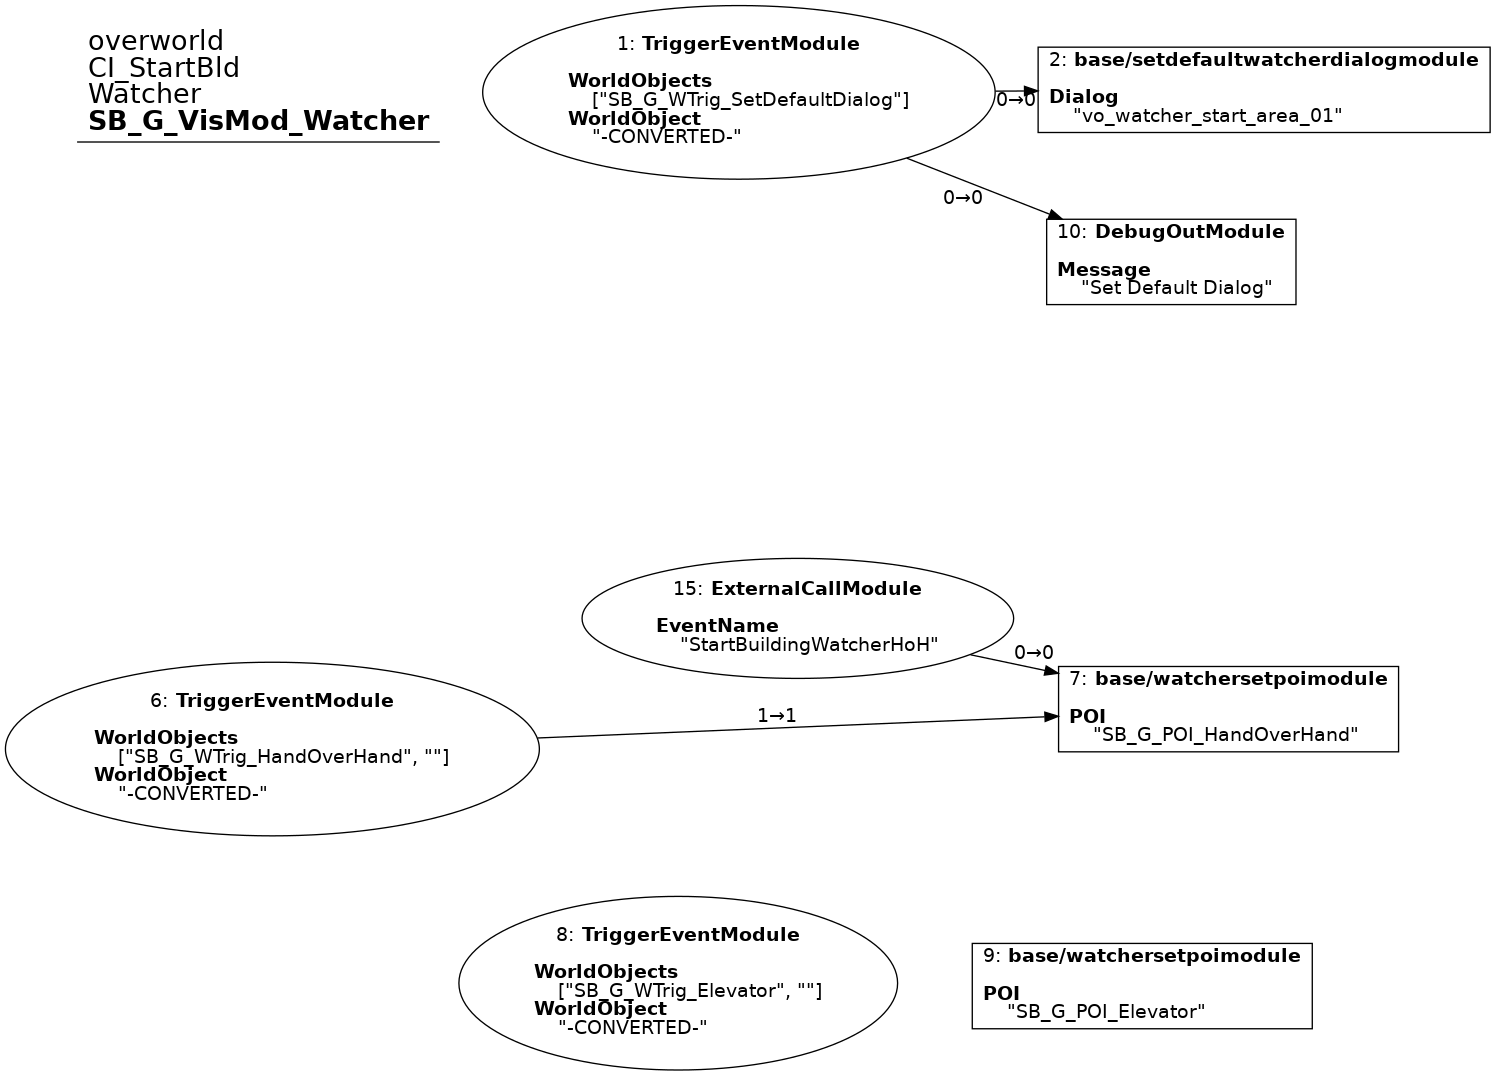 overworld
CI_StartBld
Watcher
SB_G_VisMod_Watcher
1: TriggerEventModule
WorldObjects
["SB_G_WTrig_SetDefaultDialog"]
WorldObject
"-CONVERTED-"
0→0
2: base/setdefaultwatcherdialogmodule
Dialog
"vo_watcher_start_area_01"
0→0
10: DebugOutModule
Message
"Set Default Dialog"
15: ExternalCallModule
EventName
"StartBuildingWatcherHoH"
0→0
6: TriggerEventModule
WorldObjects
["SB_G_WTrig_HandOverHand", ""]
WorldObject
"-CONVERTED-"
1→1
7: base/watchersetpoimodule
POI
"SB_G_POI_HandOverHand"
8: TriggerEventModule
WorldObjects
["SB_G_WTrig_Elevator", ""]
WorldObject
"-CONVERTED-"
9: base/watchersetpoimodule
POI
"SB_G_POI_Elevator"